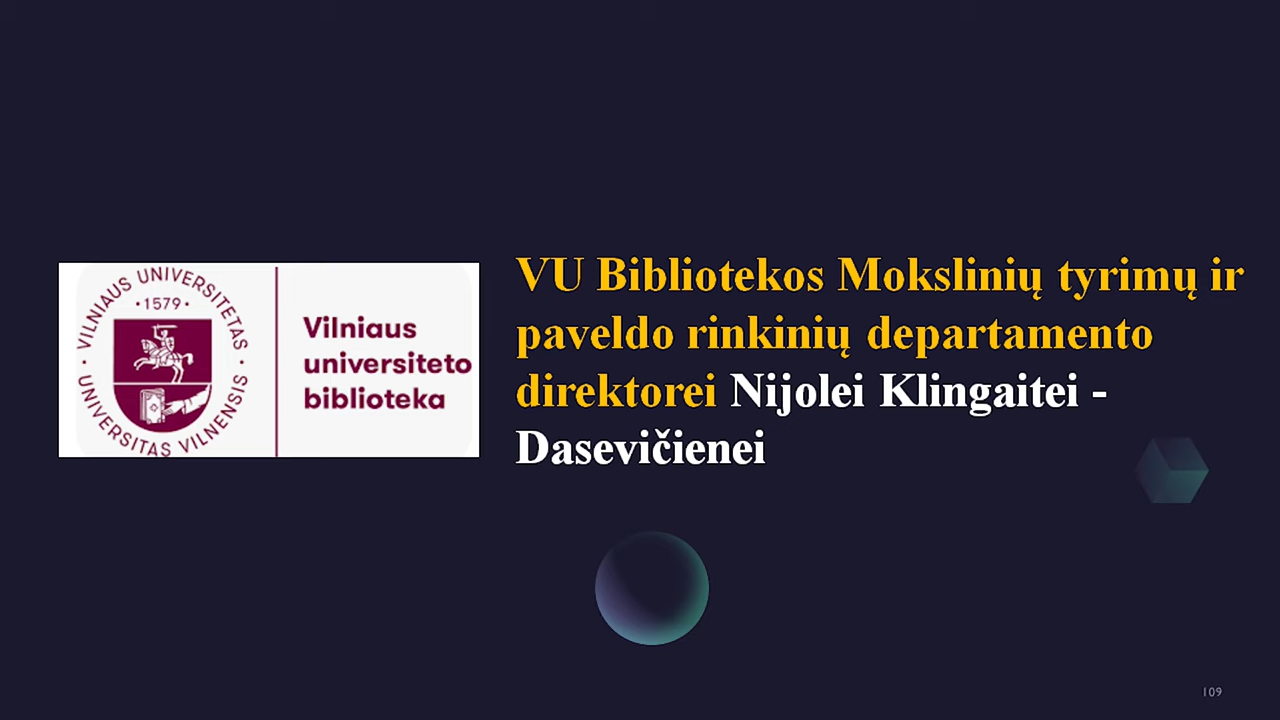 VILNIAUS UNIVERSITETAS
·1579·
UNIVERSITAS VILNENSIS
Vilniaus
universiteto
biblioteka
VU Bibliotekos Mokslinių tyrimų ir
paveldo rinkinių departamento
direktorei Nijolei Klingaitei -
Dasevičienei
109